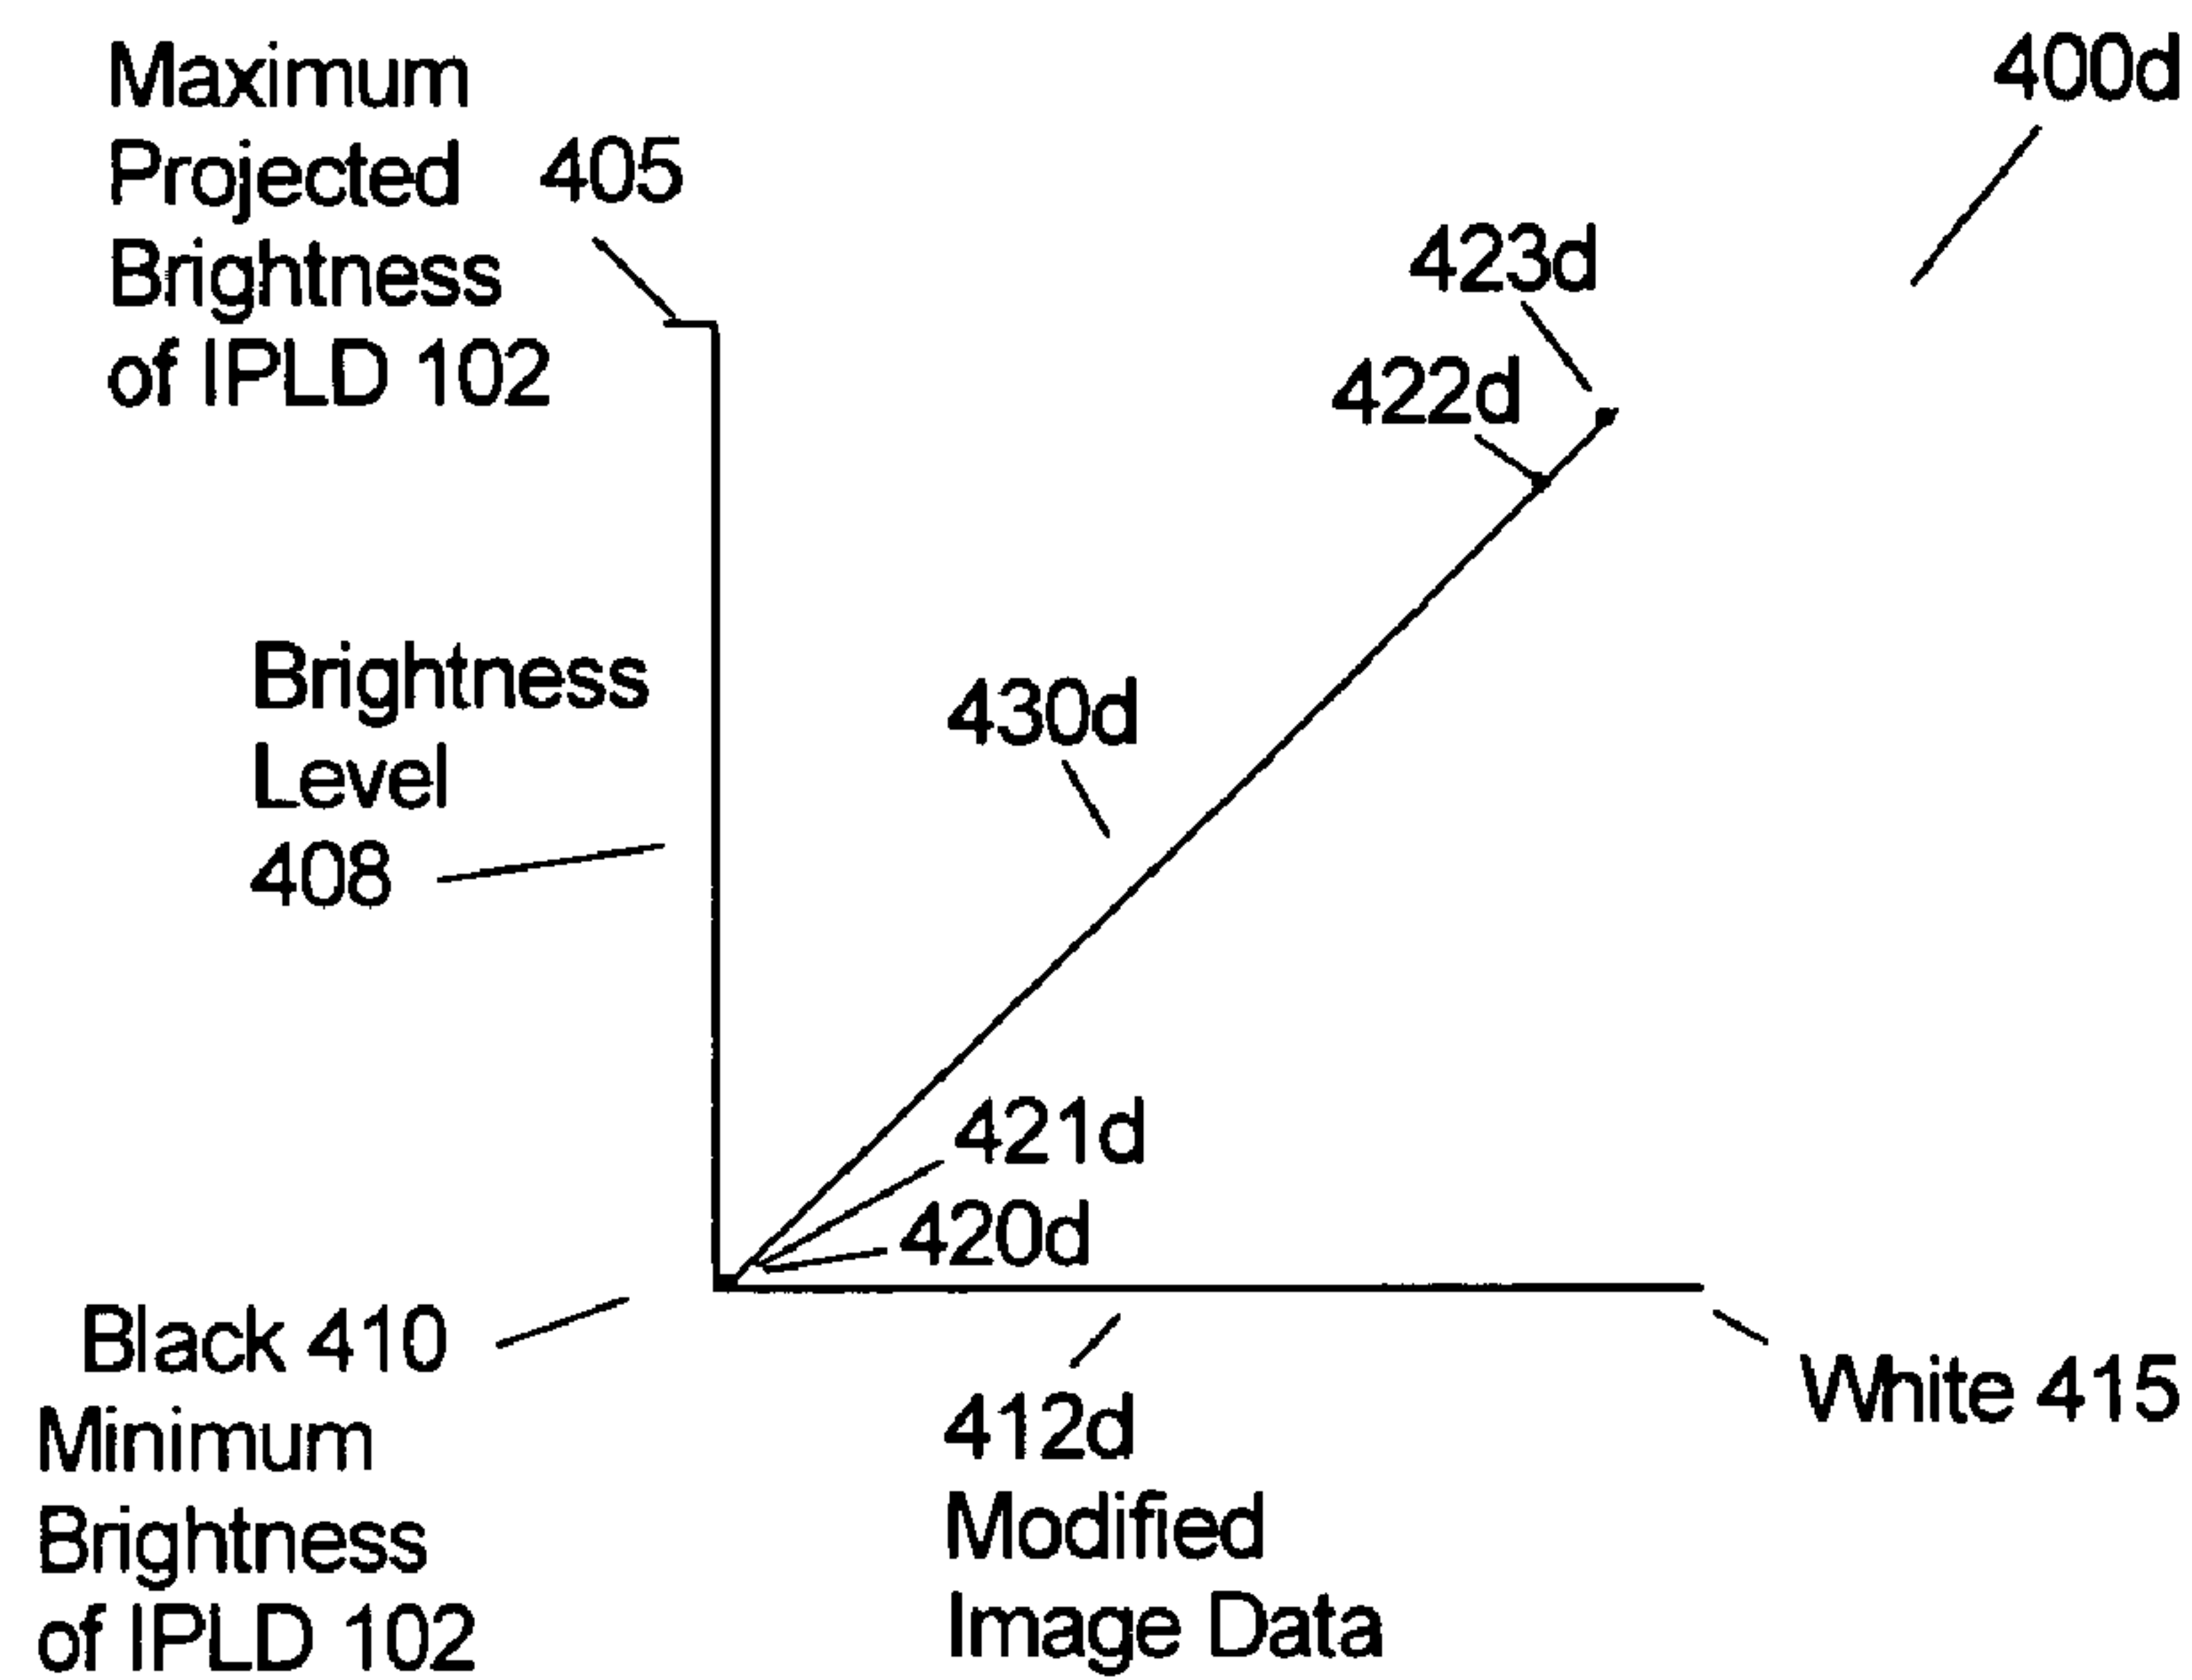 Maximum
Projected 405
Brightness
of IPLD 102
400d
423d
422d
Brightness
Level
408
430d
421d
420d
Black 410
Minimum
Brightness
of IPLD 102
412d
Modified
Image Data
White 415